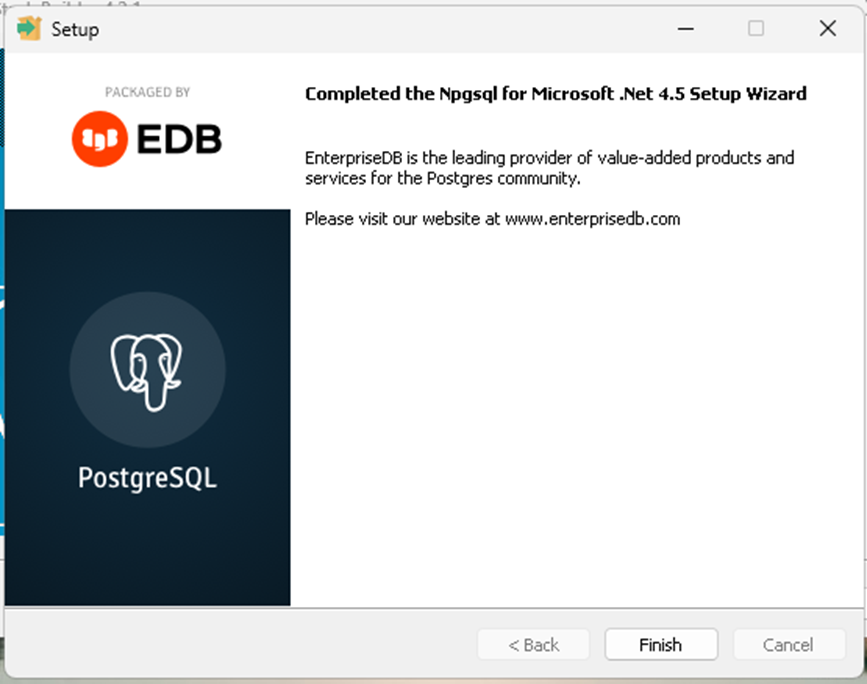 Setup
PACKAGED BY
EDB
Completed the Npgsql for Microsoft .Net 4.5 Setup Wizard
EnterpriseDB is the leading provider of value-added products and
services for the Postgres community.
Please visit our website at www.enterprisedb.com
PostgreSQL
< Back
Finish
Cancel